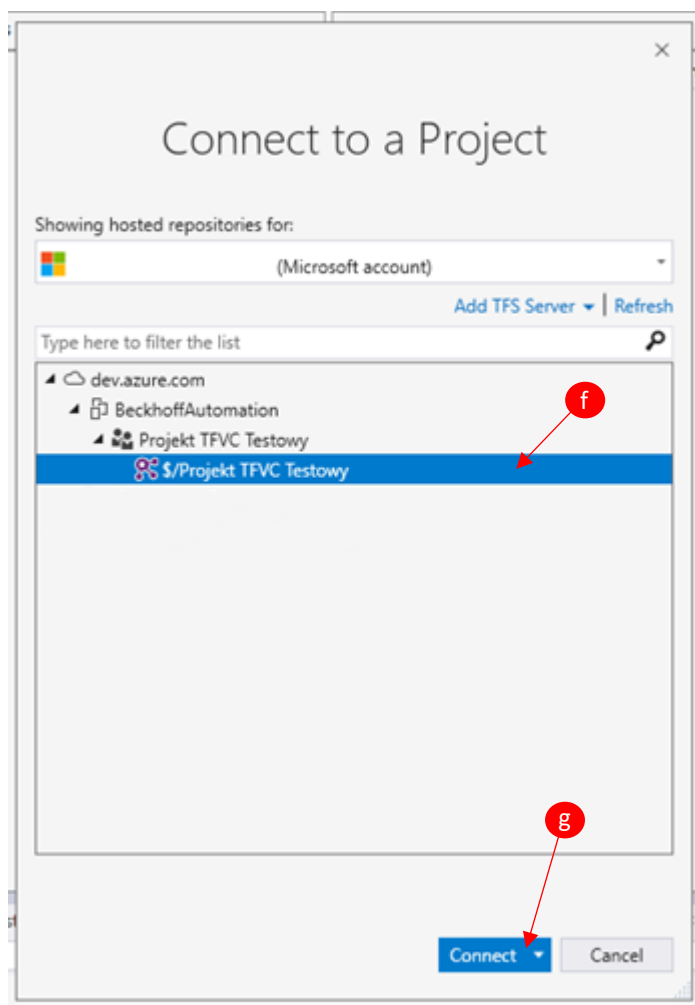 Connect to a Project
Showing hosted repositories for:
(Microsoft account)
Add TFS Server | Refresh
Type here to filter the list
dev.azure.com
BeckhoffAutomation
f
Projekt TFVC Testowy
$/Projekt TFVC Testowy
g
Connect
Cancel